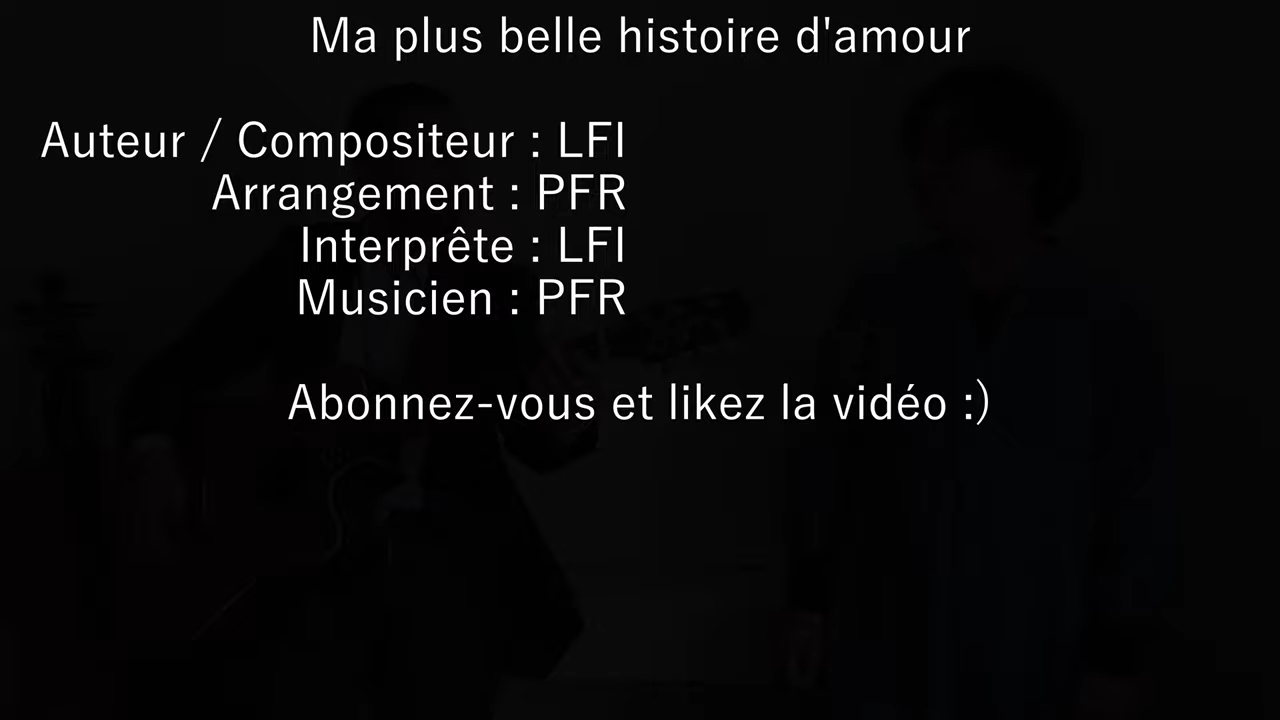 Ma plus belle histoire d'amour
Auteur / Compositeur : LFI
Arrangement : PFR
Interprête : LFI
Musicien : PFR
Abonnez-vous et likez la vidéo :)